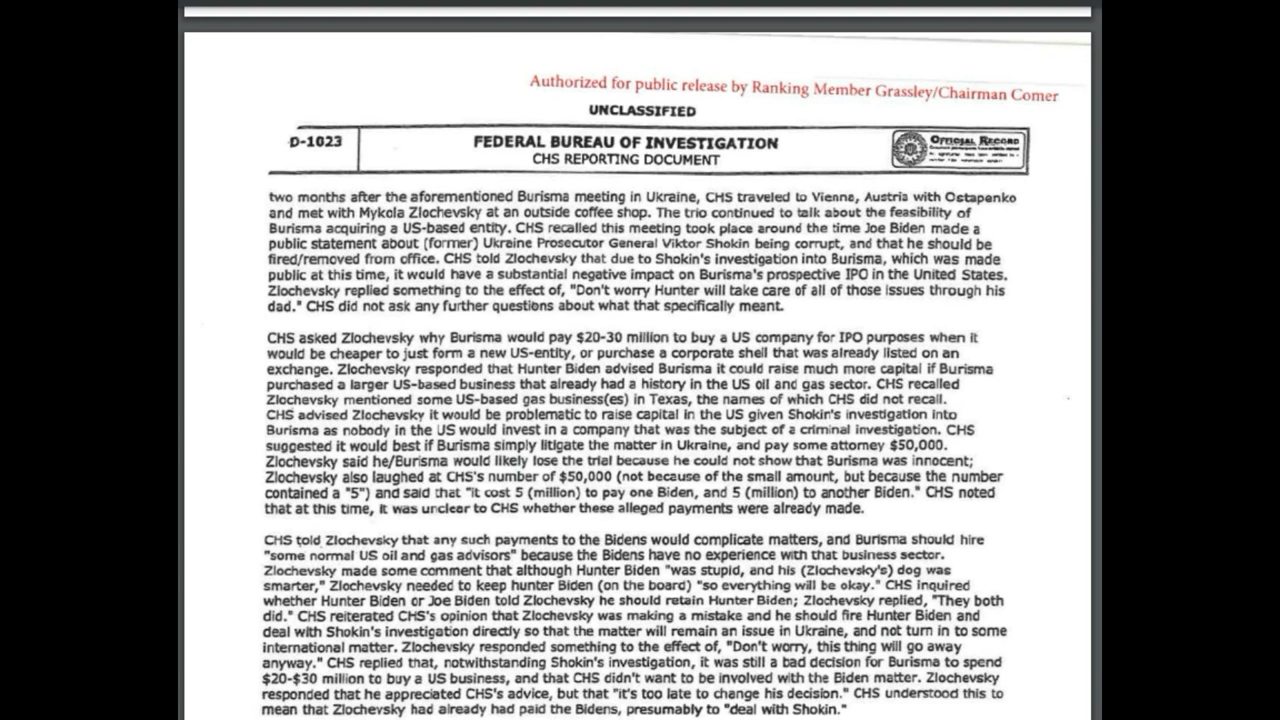 Authorized for public release by Ranking Member Grassley/Chairman Comer
UNCLASSIFIED
D-1023
FEDERAL BUREAU OF INVESTIGATION
CHS REPORTING DOCUMENT
OFFICIAL RECORD
two months after the aforementioned Burisma meeting in Ukraine, CHS traveled to Vienna, Austria with Ostapenko
and met with Mykola Zlochevsky at an outside coffee shop. The trio continued to talk about the feasibility of
Burisma acquiring a US-based entity. CHS recalled this meeting took place around the time Joe Biden made a
public statement about (former) Ukraine Prosecutor General Viktor Shokin being corrupt, and that he should be
fired/removed from office. CHS told Zlochevsky that due to Shokin's investigation into Burisma, which was made
public at this time, it would have a substantial negative impact on Burisma's prospective IPO in the United States.
Zlochevsky replied something to the effect of, "Don't worry Hunter will take care of all of those issues through his
dad." CHS did not ask any further questions about what that specifically meant.
CHS asked Zlochevsky why Burisma would pay $20-30 million to buy a US company for IPO purposes when it
would be cheaper to just form a new US-entity, or purchase a corporate shell that was already listed on an
exchange. Zlochevsky responded that Hunter Biden advised Burisma it could raise much more capital if Burisma
purchased a larger US-based business that already had a history in the US oil and gas sector. CHS recalled
Zlochevsky mentioned some US-based gas business(es) in Texas, the names of which CHS did not recall.
CHS advised Zlochevsky it would be problematic to raise capital in the US given Shokin's investigation into
Burisma as nobody in the US would invest in a company that was the subject of a criminal investigation. CHS
suggested it would best if Burisma simply litigate the matter in Ukraine, and pay some attorney $50,000.
Zlochevsky said he/Burisma would likely lose the trial because he could not show that Burisma was innocent;
Zlochevsky also laughed at CHS's number of $50,000 (not because of the small amount, but because the number
contained a "5") and said that "it cost 5 (million) to pay one Biden, and 5 (million) to another Biden." CHS noted
that at this time, it was unclear to CHS whether these alleged payments were already made.
CHS told Zlochevsky that any such payments to the Bidens would complicate matters, and Burisma should hire
"some normal US oil and gas advisors" because the Bidens have no experience with that business sector.
Zlochevsky made some comment that although Hunter Biden "was stupid, and his (Zlochevsky's) dog was
smarter," Zlochevsky needed to keep hunter Biden (on the board) "so everything will be okay." CHS inquired
whether Hunter Biden or Joe Biden told Zlochevsky he should retain Hunter Biden; Zlochevsky replied, "They both
did." CHS reiterated CHS's opinion that Zlochevsky was making a mistake and he should fire Hunter Biden and
deal with Shokin's investigation directly so that the matter will remain an issue in Ukraine, and not turn in to some
international matter. Zlochevsky responded something to the effect of, "Don't worry, this thing will go away
anyway." CHS replied that, notwithstanding Shokin's investigation, it was still a bad decision for Burisma to spend
$20-$30 million to buy a US business, and that CHS didn't want to be involved with the Biden matter. Zlochevsky
responded that he appreciated CHS's advice, but that "it's too late to change his decision." CHS understood this to
mean that Zlochevsky had already had paid the Bidens, presumably to "deal with Shokin."